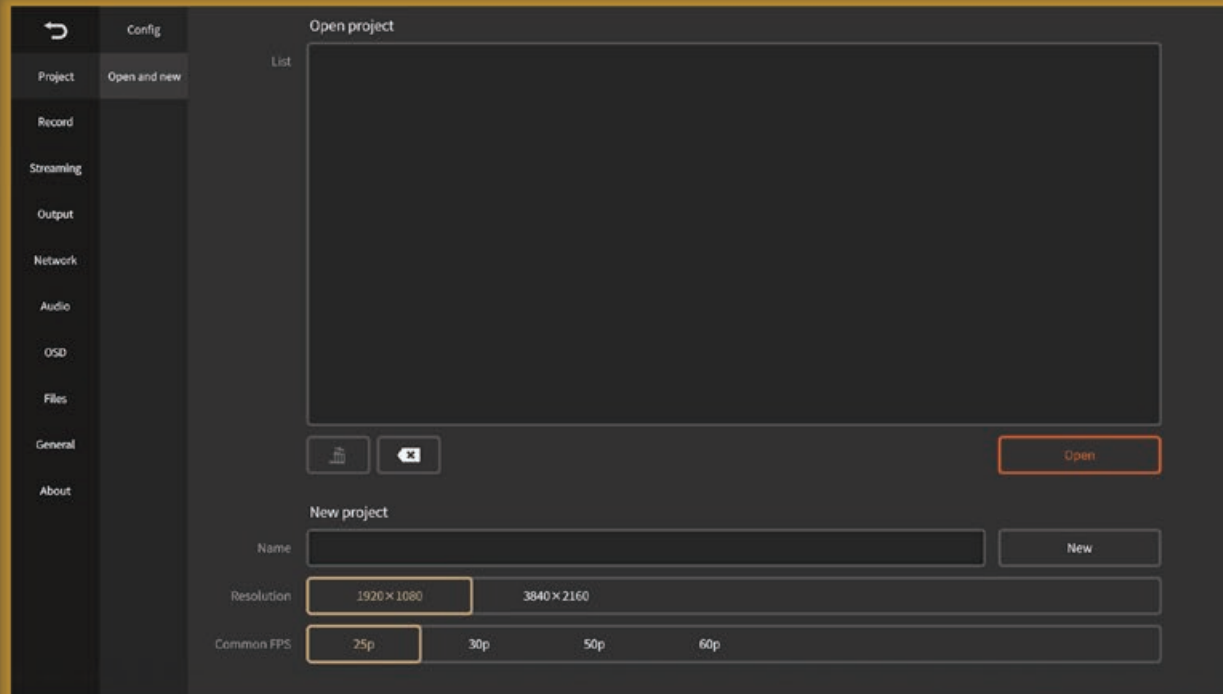 Config
Open project
List
Project
Open and new
Record
Streaming
Output
Network
Audio
OSD
Files
General
About
Open
New project
Name
New
Resolution
1920×1080
3840×2160
Common FPS
25p
30p
50p
60p